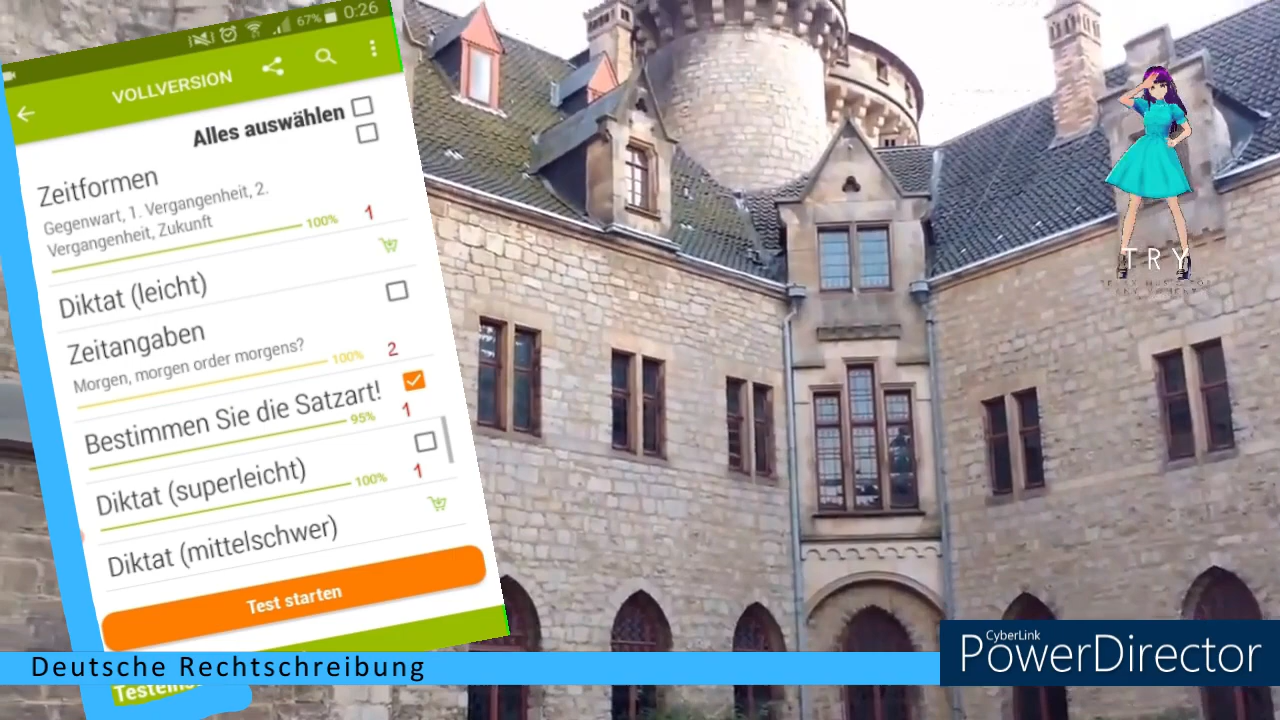 67% 0:26
VOLLVERSION
Alles auswählen
Zeitformen
Gegenwart, 1. Vergangenheit, 2.
Vergangenheit, Zukunft
100% 1
Diktat (leicht)
Zeitangaben
Morgen, morgen order morgens?
100% 2
Bestimmen Sie die Satzart!
95% 1
Diktat (superleicht)
100% 1
Diktat (mittelschwer)
Test starten
Deutsche Rechtschreibung
TRY
CyberLink
PowerDirector